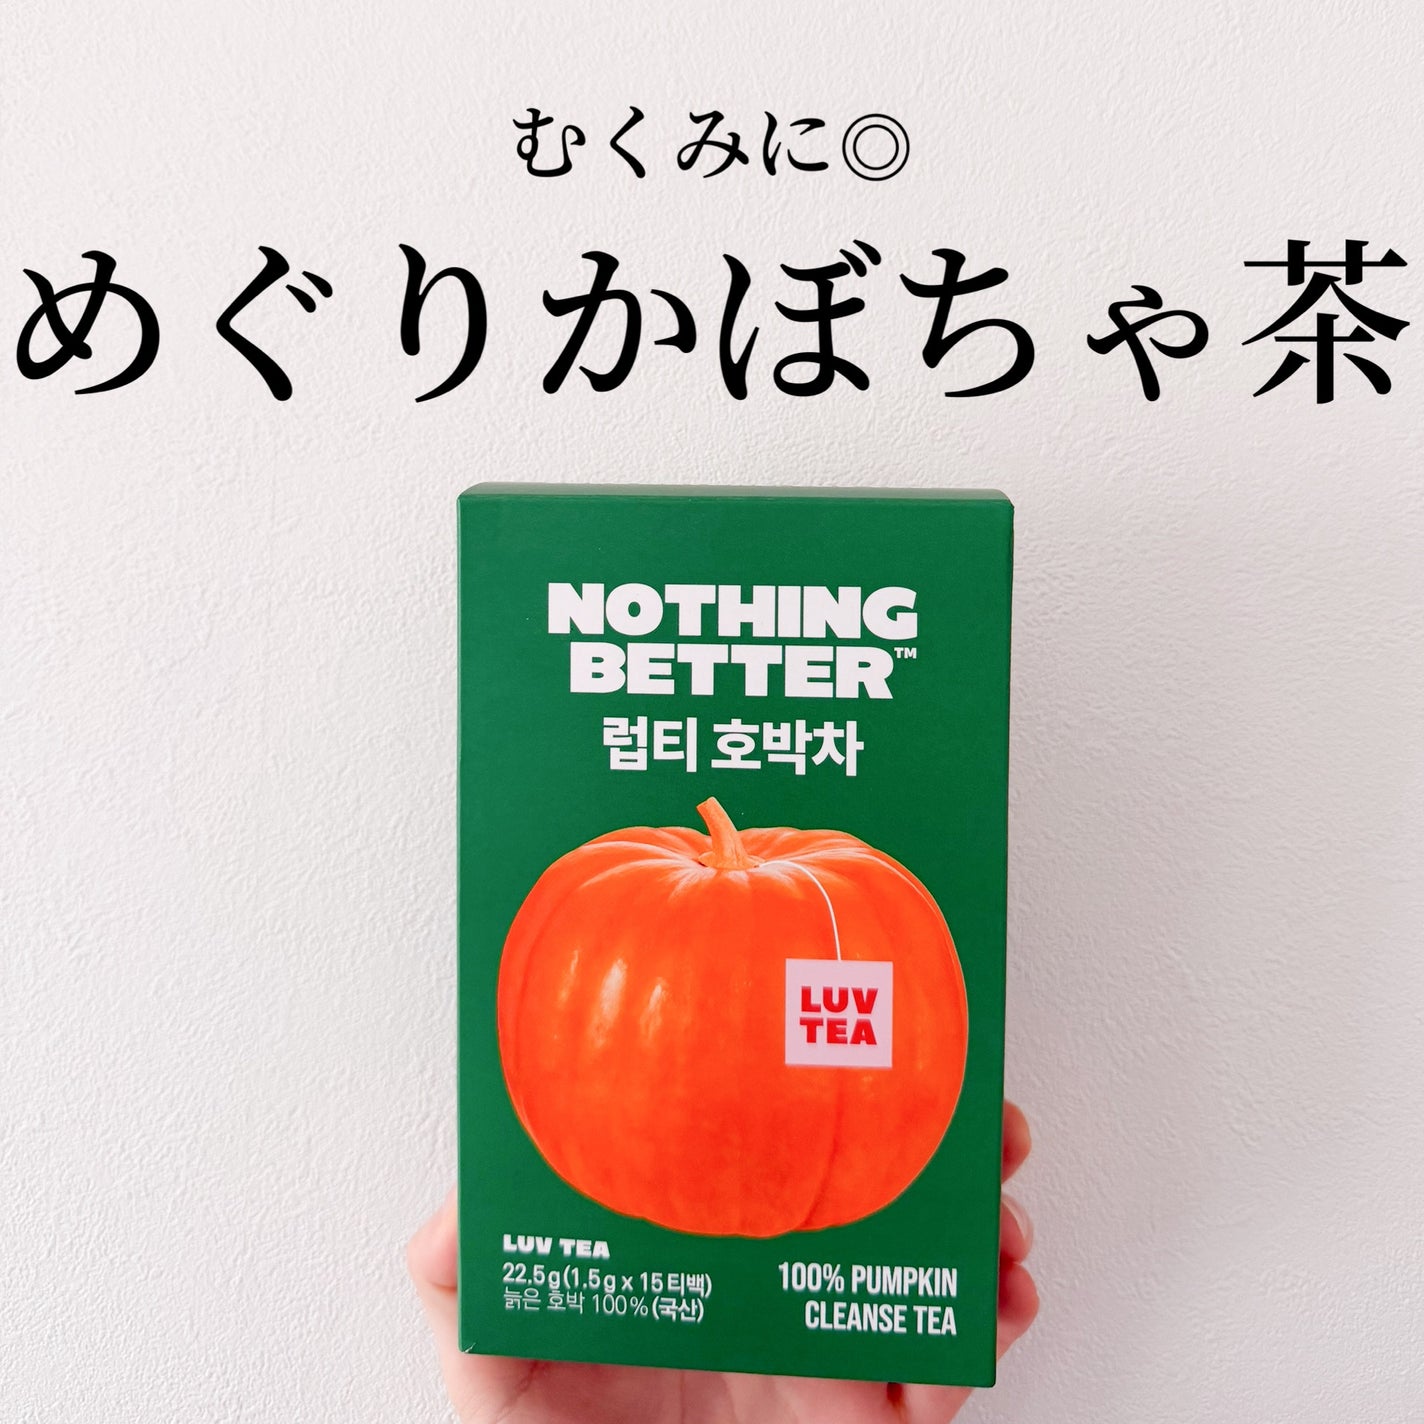 むくみに◎
めぐりかぼちゃ茶
NOTHING
BETTER™
럽티 호박차
LUV
TEA
LUV TEA
22.5g(1.5g x 15티백)
늙은 호박 100%(국산)
100% PUMPKIN
CLEANSE TEA